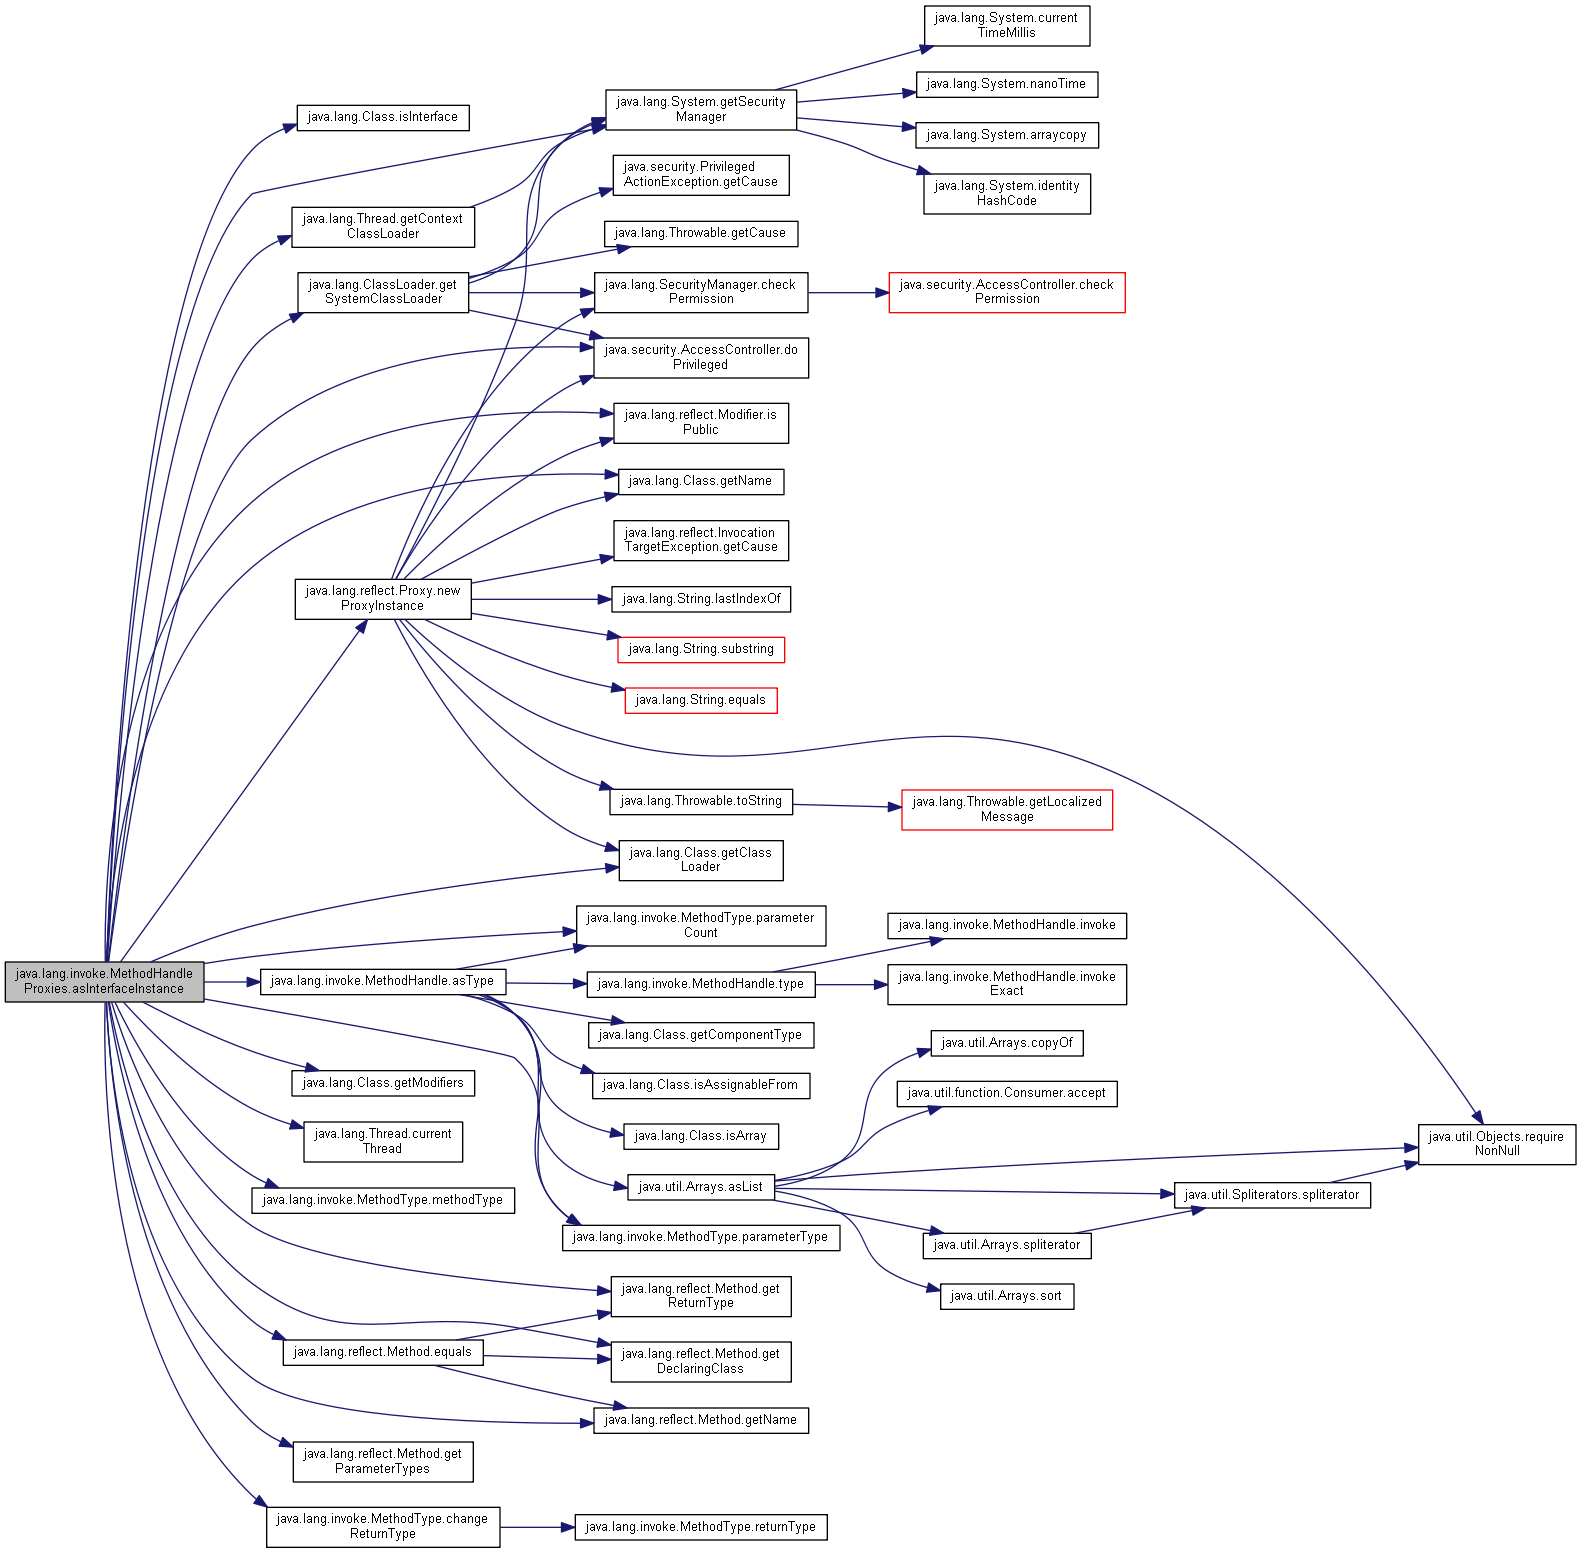 java.lang.System.current
TimeMillis
java.lang.System.nanoTime
java.lang.Class.isInterface
java.lang.System.getSecurity
Manager
java.lang.System.arraycopy
java.security.Privileged
ActionException.getCause
java.lang.System.identity
HashCode
java.lang.Thread.getContext
ClassLoader
java.lang.Throwable.getCause
java.lang.ClassLoader.get
SystemClassLoader
java.lang.SecurityManager.check
Permission
java.security.AccessController.check
Permission
java.security.AccessController.do
Privileged
java.lang.reflect.Modifier.is
Public
java.lang.Class.getName
java.lang.reflect.Invocation
TargetException.getCause
java.lang.reflect.Proxy.new
ProxyInstance
java.lang.String.lastIndexOf
java.lang.String.substring
java.lang.String.equals
java.lang.Throwable.toString
java.lang.Throwable.getLocalized
Message
java.lang.Class.getClass
Loader
java.lang.invoke.MethodType.parameter
Count
java.lang.invoke.MethodHandle.invoke
java.lang.invoke.MethodHandle
Proxies.asInterfaceInstance
java.lang.invoke.MethodHandle.asType
java.lang.invoke.MethodHandle.type
java.lang.invoke.MethodHandle.invoke
Exact
java.lang.Class.getComponentType
java.util.Arrays.copyOf
java.lang.Class.getModifiers
java.lang.Class.isAssignableFrom
java.util.function.Consumer.accept
java.lang.Thread.current
Thread
java.lang.Class.isArray
java.util.Objects.require
NonNull
java.lang.invoke.MethodType.methodType
java.util.Arrays.asList
java.util.Spliterators.spliterator
java.lang.invoke.MethodType.parameterType
java.util.Arrays.spliterator
java.lang.reflect.Method.get
ReturnType
java.util.Arrays.sort
java.lang.reflect.Method.equals
java.lang.reflect.Method.get
DeclaringClass
java.lang.reflect.Method.getName
java.lang.reflect.Method.get
ParameterTypes
java.lang.invoke.MethodType.change
ReturnType
java.lang.invoke.MethodType.returnType